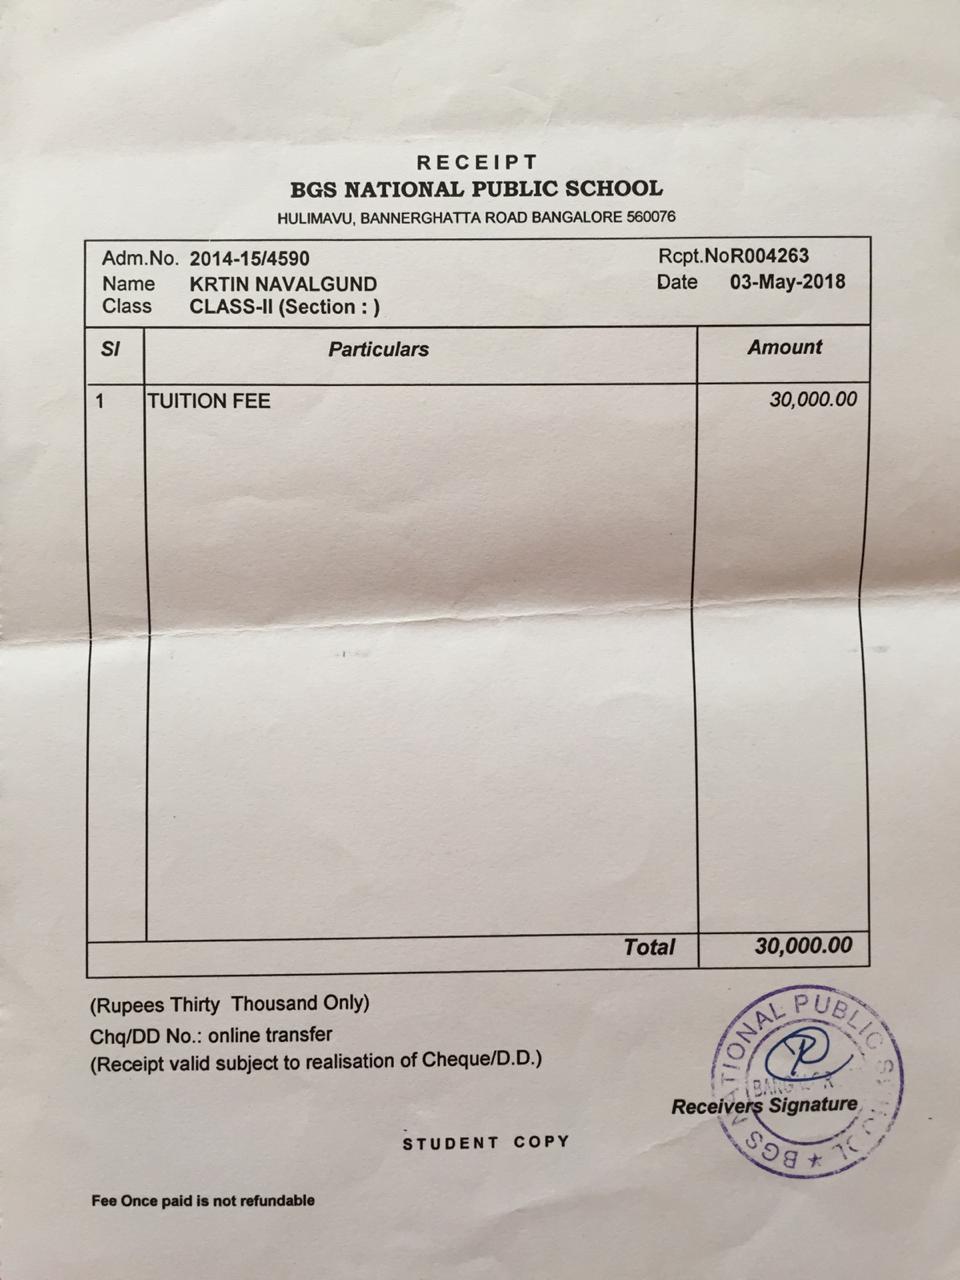 RECEIPT
BGS NATIONAL PUBLIC SCHOOL
HULIMAVU, BANNERGHATTA ROAD BANGALORE 560076
Adm.No. 2014-15/4590 Rcpt.NoR004263
Name KRTIN NAVALGUND Date 03-May-2018
Class CLASS-II (Section : )
Sl Particulars Amount
1 TUITION FEE 30,000.00
Total 30,000.00
(Rupees Thirty Thousand Only)
Chq/DD No.: online transfer
(Receipt valid subject to realisation of Cheque/D.D.)
BGS NATIONAL PUBLIC SCHOOL
Receivers Signature
STUDENT COPY
Fee Once paid is not refundable